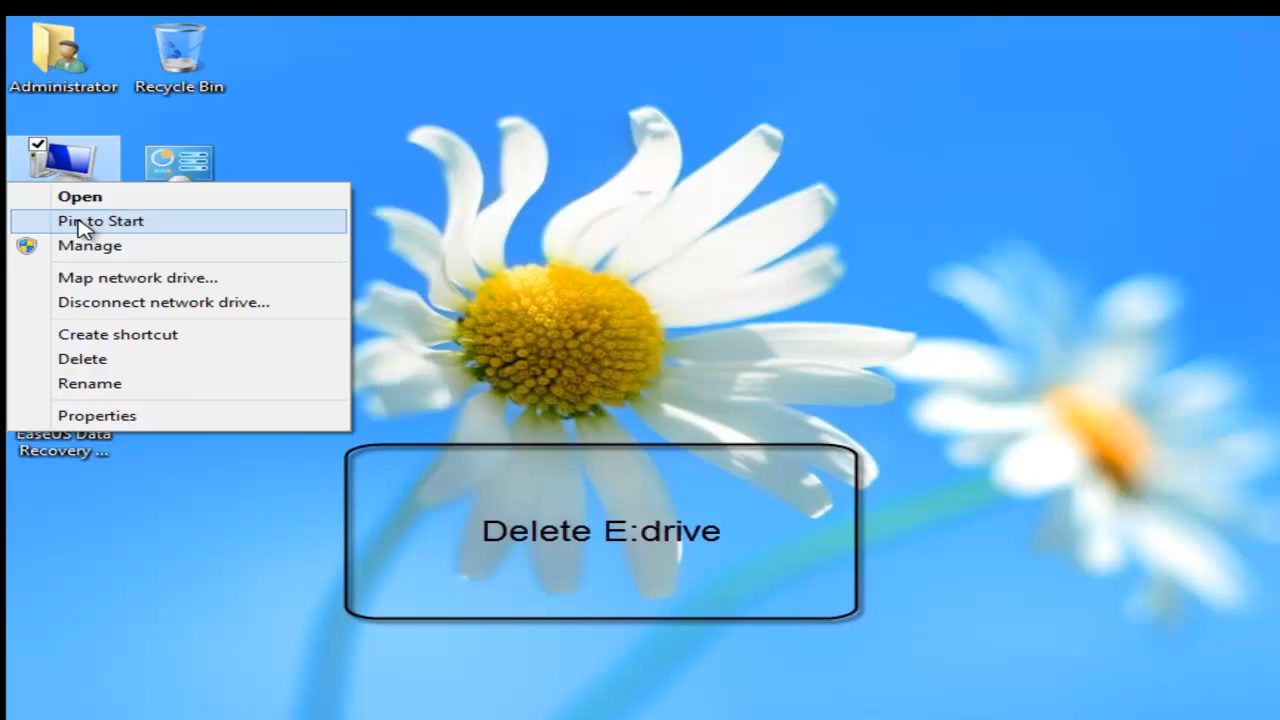 Administrator
Recycle Bin
Open
Pin to Start
Manage
Map network drive...
Disconnect network drive...
Create shortcut
Delete
Rename
Properties
EaseUS Data
Recovery ...
Delete E:drive